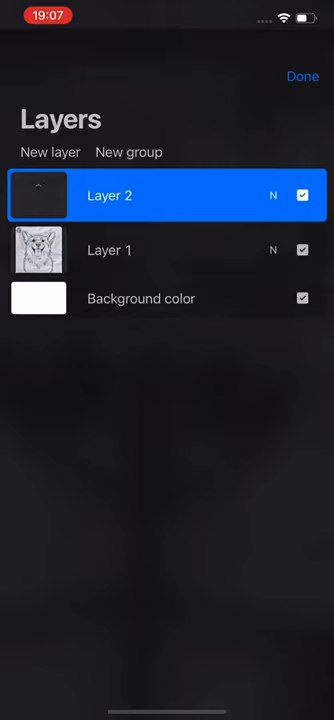 19:07
Done
Layers
New layer New group
Layer 2 N
Layer 1 N
Background color